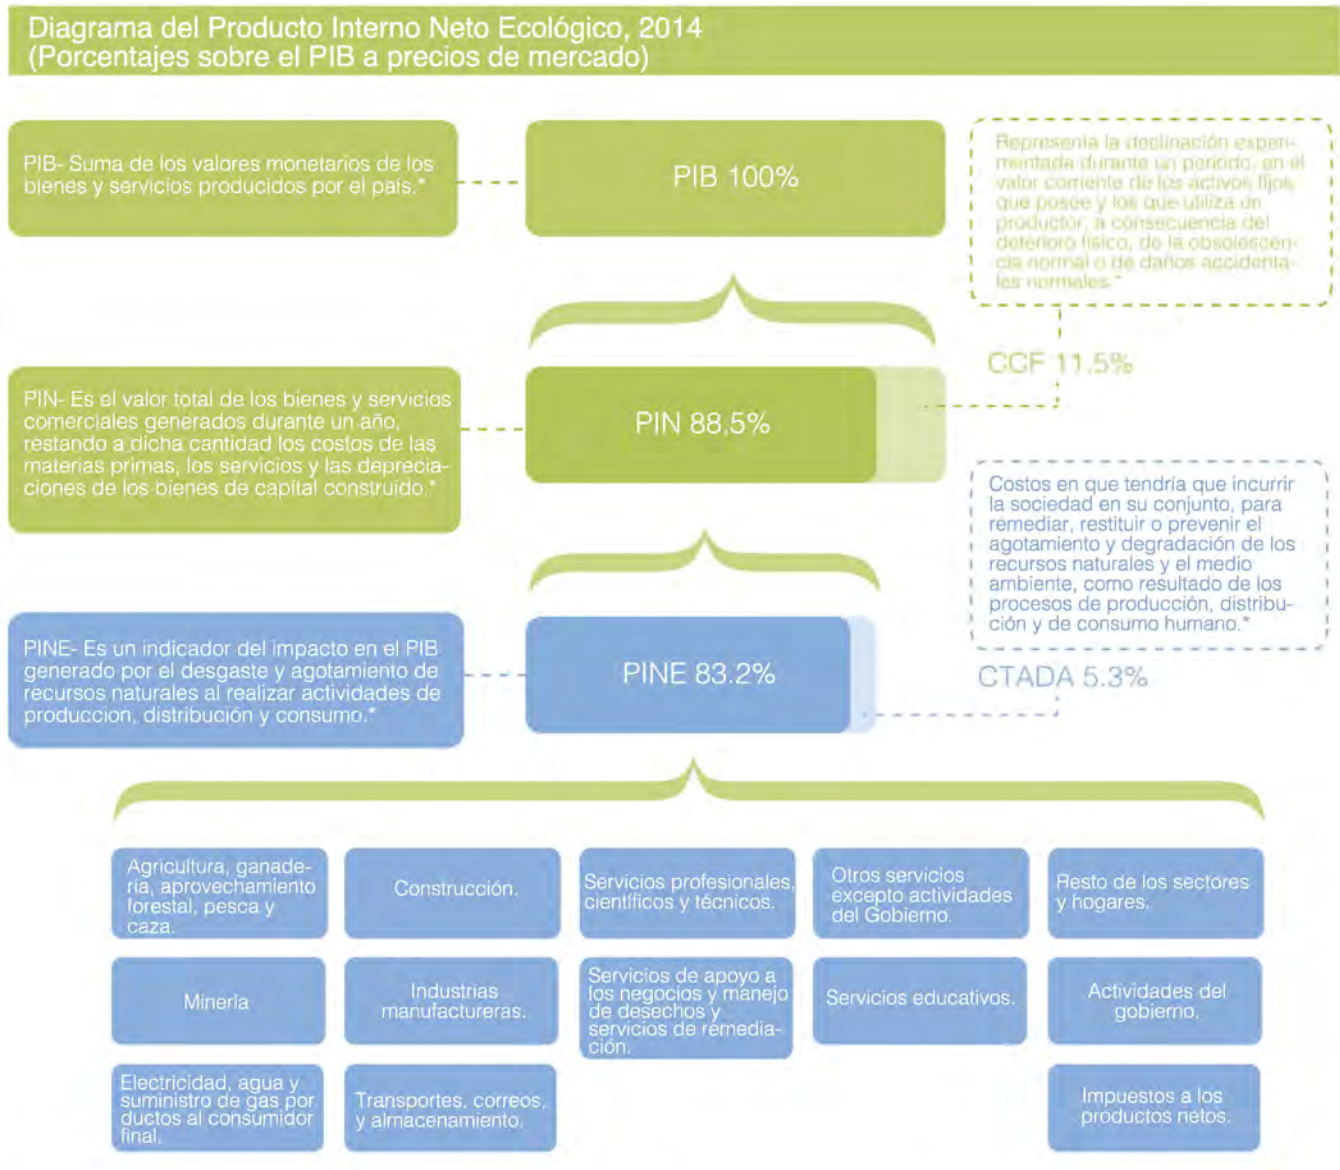 Diagrama del Producto Interno Neto Ecológico, 2014
(Porcentajes sobre el PIB a precios de mercado)
PIB- Suma de los valores monetarios de los
bienes y servicios producidos por el país.*
PIB 100%
Representa la declinación experi-
mentada durante un periodo, en el
valor corriente de los activos fijos
que posee y los que utiliza un
productor, a consecuencia del
deterioro físico, de la obsolescen-
cia normal o de daños accidenta-
les normales.*
CCF 11.5%
PIN- Es el valor total de los bienes y servicios
comerciales generados durante un año,
restando a dicha cantidad los costos de las
materias primas, los servicios y las deprecia-
ciones de los bienes de capital construido.*
PIN 88.5%
Costos en que tendría que incurrir
la sociedad en su conjunto, para
remediar, restituir o prevenir el
agotamiento y degradación de los
recursos naturales y el medio
ambiente, como resultado de los
procesos de producción, distribu-
ción y de consumo humano.*
CTADA 5.3%
PINE- Es un indicador del impacto en el PIB
generado por el desgaste y agotamiento de
recursos naturales al realizar actividades de
produccion, distribución y consumo.*
PINE 83.2%
Agricultura, ganade-
ría, aprovechamiento
forestal, pesca y
caza.
Construcción.
Servicios profesionales,
científicos y técnicos.
Otros servicios
excepto actividades
del Gobierno.
Resto de los sectores
y hogares.
Minería
Industrias
manufactureras.
Servicios de apoyo a
los negocios y manejo
de desechos y
servicios de remedia-
ción.
Servicios educativos.
Actividades del
gobierno.
Electricidad, agua y
suministro de gas por
ductos al consumidor
final.
Transportes, correos,
y almacenamiento.
Impuestos a los
productos netos.